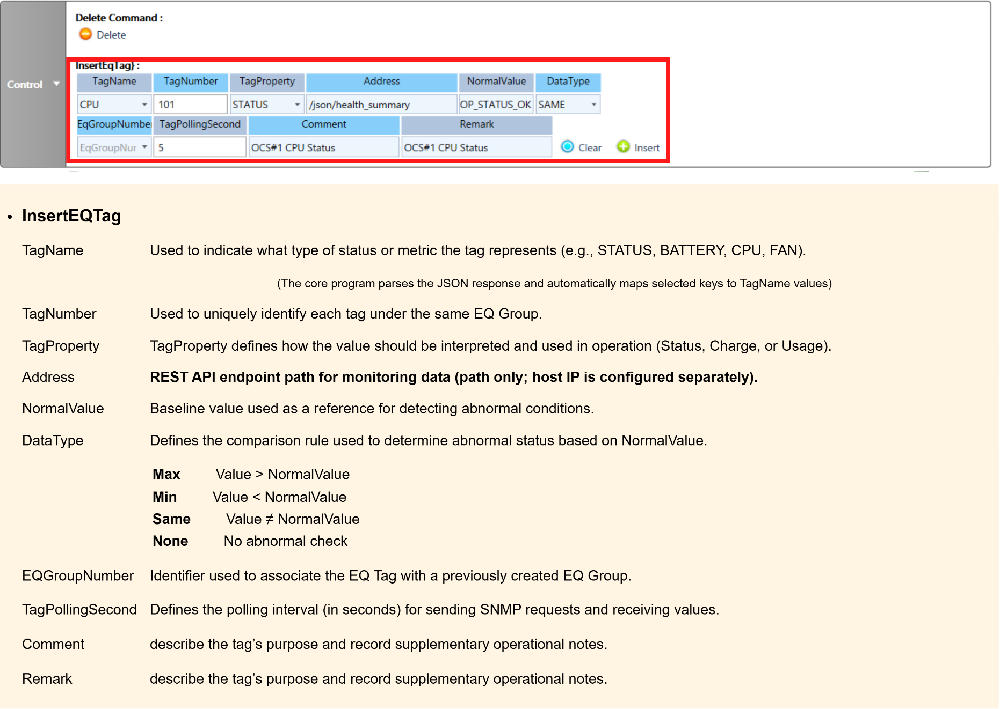 Delete Command :
Delete
InsertEqTag} :
Control
TagName TagNumber TagProperty Address NormalValue DataType
CPU 101 STATUS /json/health_summary OP_STATUS_OK SAME
EqGroupNumber TagPollingSecond Comment Remark
EqGroupNur 5 OCS#1 CPU Status OCS#1 CPU Status Clear Insert
• InsertEQTag
TagName Used to indicate what type of status or metric the tag represents (e.g., STATUS, BATTERY, CPU, FAN).
(The core program parses the JSON response and automatically maps selected keys to TagName values)
TagNumber Used to uniquely identify each tag under the same EQ Group.
TagProperty TagProperty defines how the value should be interpreted and used in operation (Status, Charge, or Usage).
Address REST API endpoint path for monitoring data (path only; host IP is configured separately).
NormalValue Baseline value used as a reference for detecting abnormal conditions.
DataType Defines the comparison rule used to determine abnormal status based on NormalValue.
Max Value > NormalValue
Min Value < NormalValue
Same Value ≠ NormalValue
None No abnormal check
EQGroupNumber Identifier used to associate the EQ Tag with a previously created EQ Group.
TagPollingSecond Defines the polling interval (in seconds) for sending SNMP requests and receiving values.
Comment describe the tag’s purpose and record supplementary operational notes.
Remark describe the tag’s purpose and record supplementary operational notes.